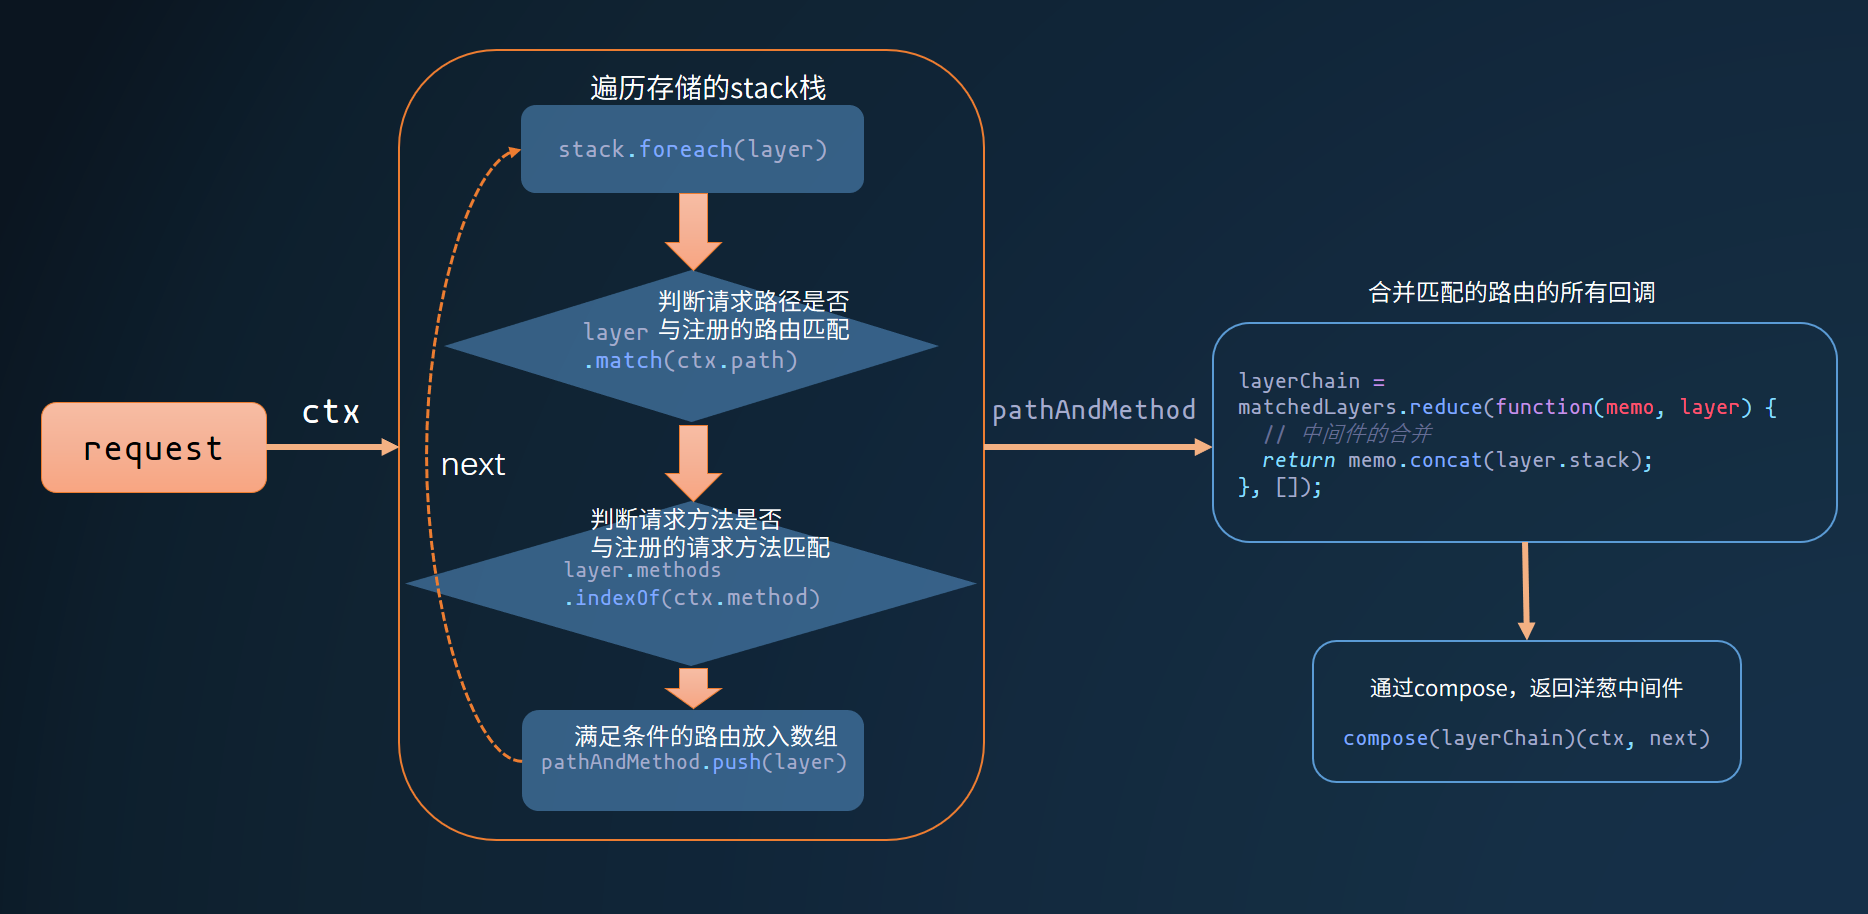 request
ctx
遍历存储的stack栈
stack.foreach(layer)
判断请求路径是否
与注册的路由匹配
layer
.match(ctx.path)
next
判断请求方法是否
与注册的请求方法匹配
layer.methods
.indexOf(ctx.method)
满足条件的路由放入数组
pathAndMethod.push(layer)
pathAndMethod
合并匹配的路由的所有回调
layerChain =
matchedLayers.reduce(function(memo, layer) {
// 中间件的合并
return memo.concat(layer.stack);
}, []);
通过compose，返回洋葱中间件
compose(layerChain)(ctx, next)